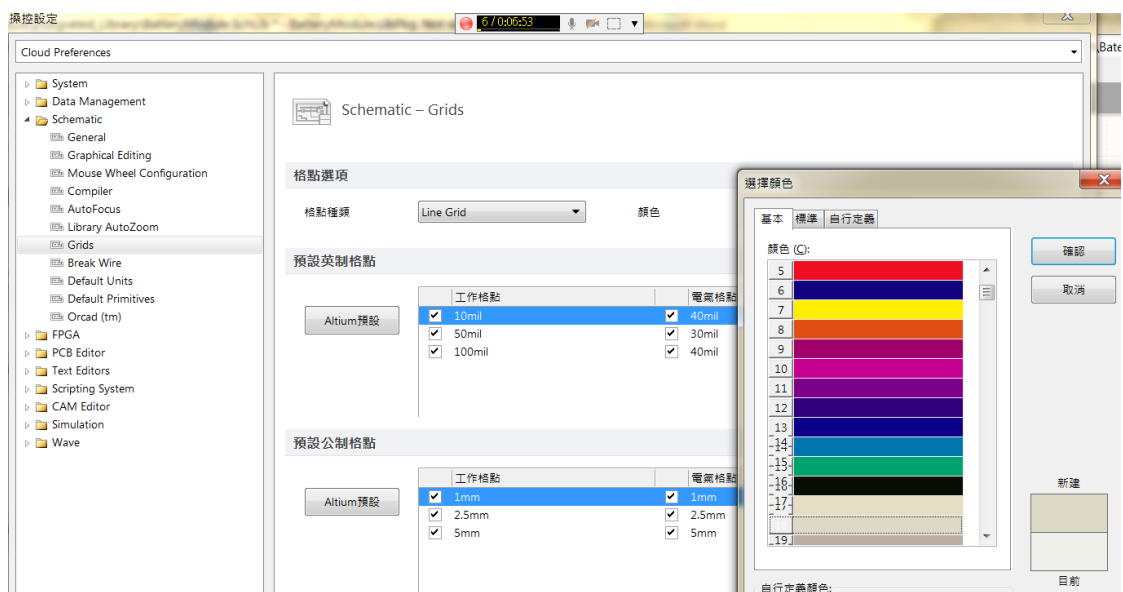 操控設定
6 / 0:06:53
Cloud Preferences
Bate
System
Data Management
Schematic
General
Graphical Editing
Mouse Wheel Configuration
Compiler
AutoFocus
Library AutoZoom
Grids
Break Wire
Default Units
Default Primitives
Orcad (tm)
FPGA
PCB Editor
Text Editors
Scripting System
CAM Editor
Simulation
Wave
Schematic – Grids
格點選項
格點種類
Line Grid
顏色
預設英制格點
Altium預設
工作格點 電氣格點
10mil 40mil
50mil 30mil
100mil 40mil
預設公制格點
Altium預設
工作格點 電氣格點
1mm 1mm
2.5mm 2.5mm
5mm 5mm
選擇顏色
基本 標準 自行定義
顏色 (C):
5
6
7
8
9
10
11
12
13
14
15
16
17
19
確認
取消
新建
目前
自行定義顏色: